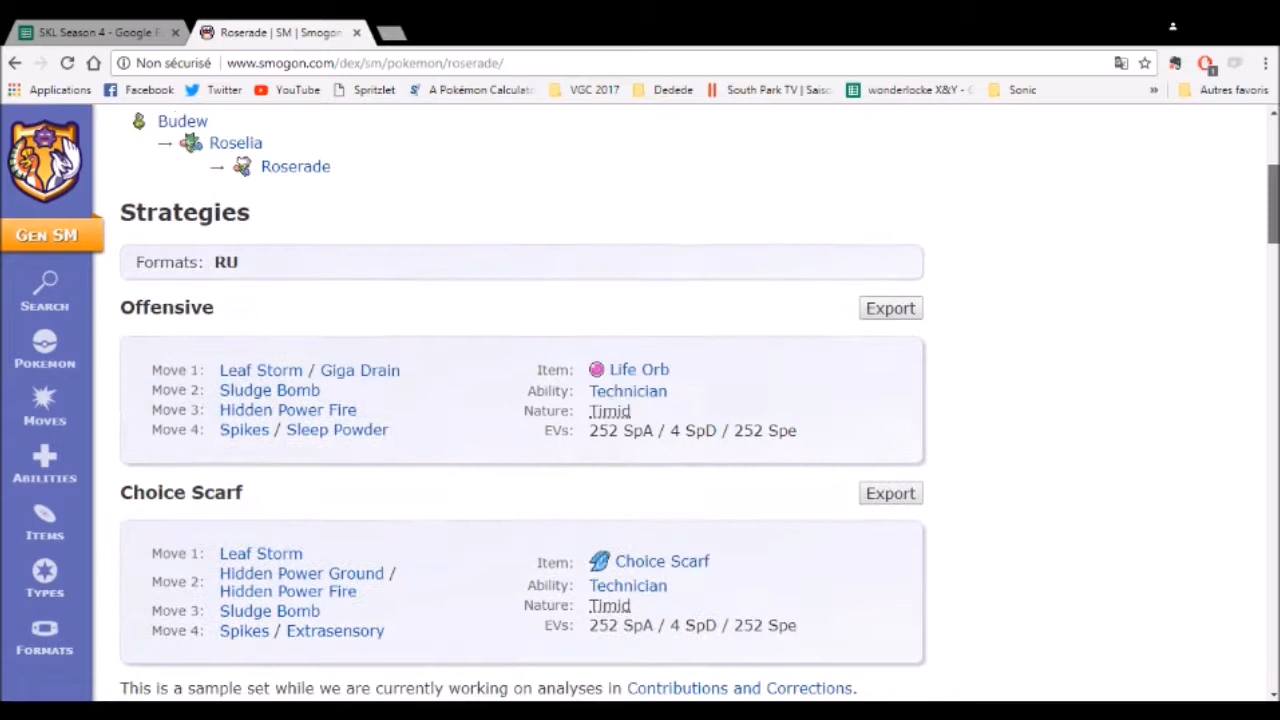 SKL Season 4 - Google F
Roserade | SM | Smogon
Non sécurisé
www.smogon.com/dex/sm/pokemon/roserade/
1
Applications
Facebook
Twitter
YouTube
Spritzlet
A Pokémon Calculato
VGC 2017
Dedede
South Park TV | Saiso
wonderlocke X&Y -
Sonic
»
Autres favoris
Budew
→ Roselia
→ Roserade
Strategies
GEN SM
Formats: RU
SEARCH
POKEMON
MOVES
ABILITIES
ITEMS
TYPES
FORMATS
Offensive
Export
Move 1: Leaf Storm / Giga Drain
Move 2: Sludge Bomb
Move 3: Hidden Power Fire
Move 4: Spikes / Sleep Powder
Item: Life Orb
Ability: Technician
Nature: Timid
EVs: 252 SpA / 4 SpD / 252 Spe
Choice Scarf
Export
Move 1: Leaf Storm
Move 2: Hidden Power Ground /
Hidden Power Fire
Move 3: Sludge Bomb
Move 4: Spikes / Extrasensory
Item: Choice Scarf
Ability: Technician
Nature: Timid
EVs: 252 SpA / 4 SpD / 252 Spe
This is a sample set while we are currently working on analyses in Contributions and Corrections.